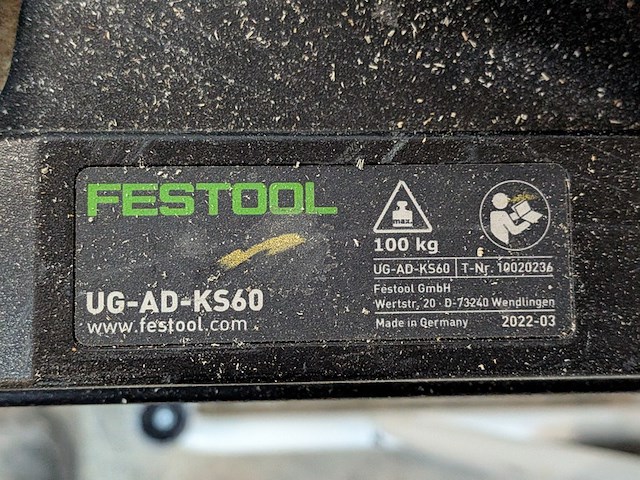 FESTOOL
UG-AD-KS60
www.festool.com
max.
100 kg
UG-AD-KS60 T-Nr. 10020236
Festool GmbH
Wertstr. 20 · D-73240 Wendlingen
Made in Germany 2022-03